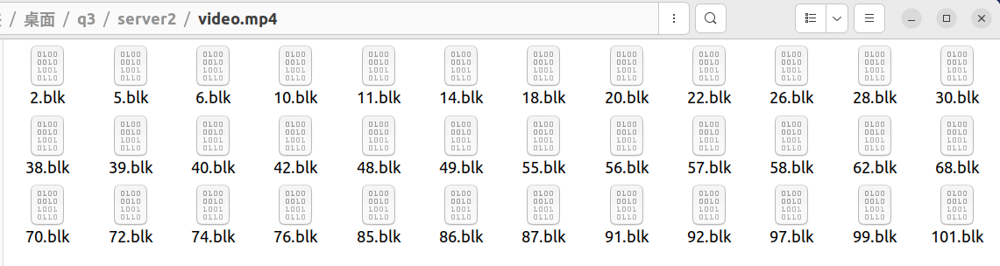 / 桌面 / q3 / server2 / video.mp4
2.blk 5.blk 6.blk 10.blk 11.blk 14.blk 18.blk 20.blk 22.blk 26.blk 28.blk 30.blk
38.blk 39.blk 40.blk 42.blk 48.blk 49.blk 55.blk 56.blk 57.blk 58.blk 62.blk 68.blk
70.blk 72.blk 74.blk 76.blk 85.blk 86.blk 87.blk 91.blk 92.blk 97.blk 99.blk 101.blk